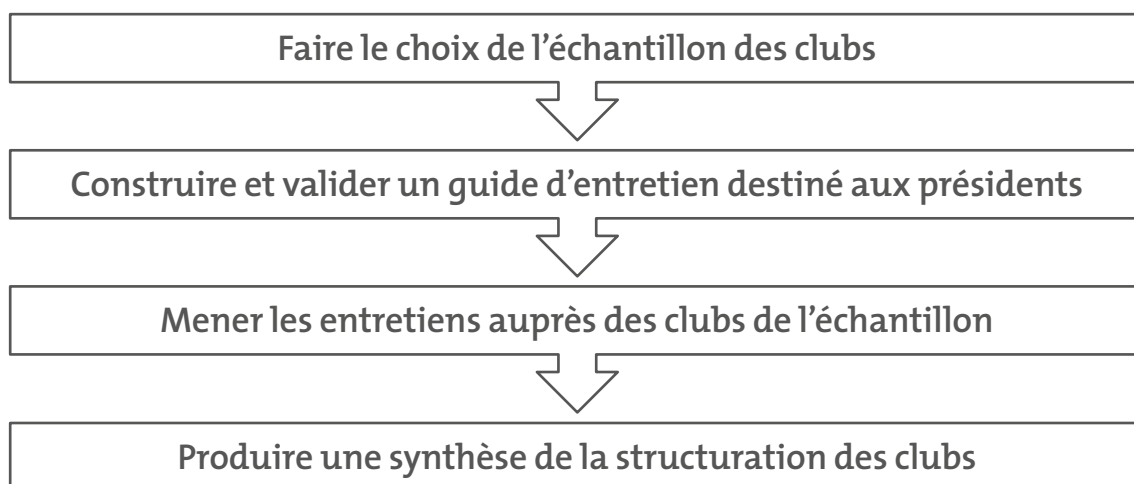 Faire le choix de l’échantillon des clubs
Construire et valider un guide d’entretien destiné aux présidents
Mener les entretiens auprès des clubs de l’échantillon
Produire une synthèse de la structuration des clubs